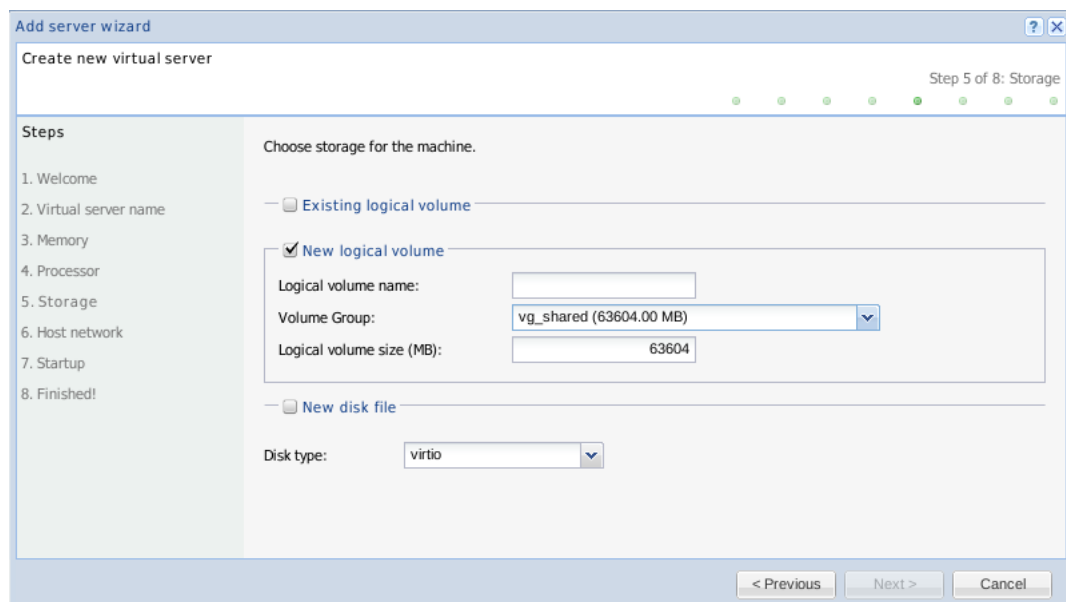 Add server wizard
Create new virtual server
Step 5 of 8: Storage
Steps
1. Welcome
2. Virtual server name
3. Memory
4. Processor
5. Storage
6. Host network
7. Startup
8. Finished!
Choose storage for the machine.
Existing logical volume
New logical volume
Logical volume name:
Volume Group: vg_shared (63604.00 MB)
Logical volume size (MB): 63604
New disk file
Disk type: virtio
< Previous Next > Cancel